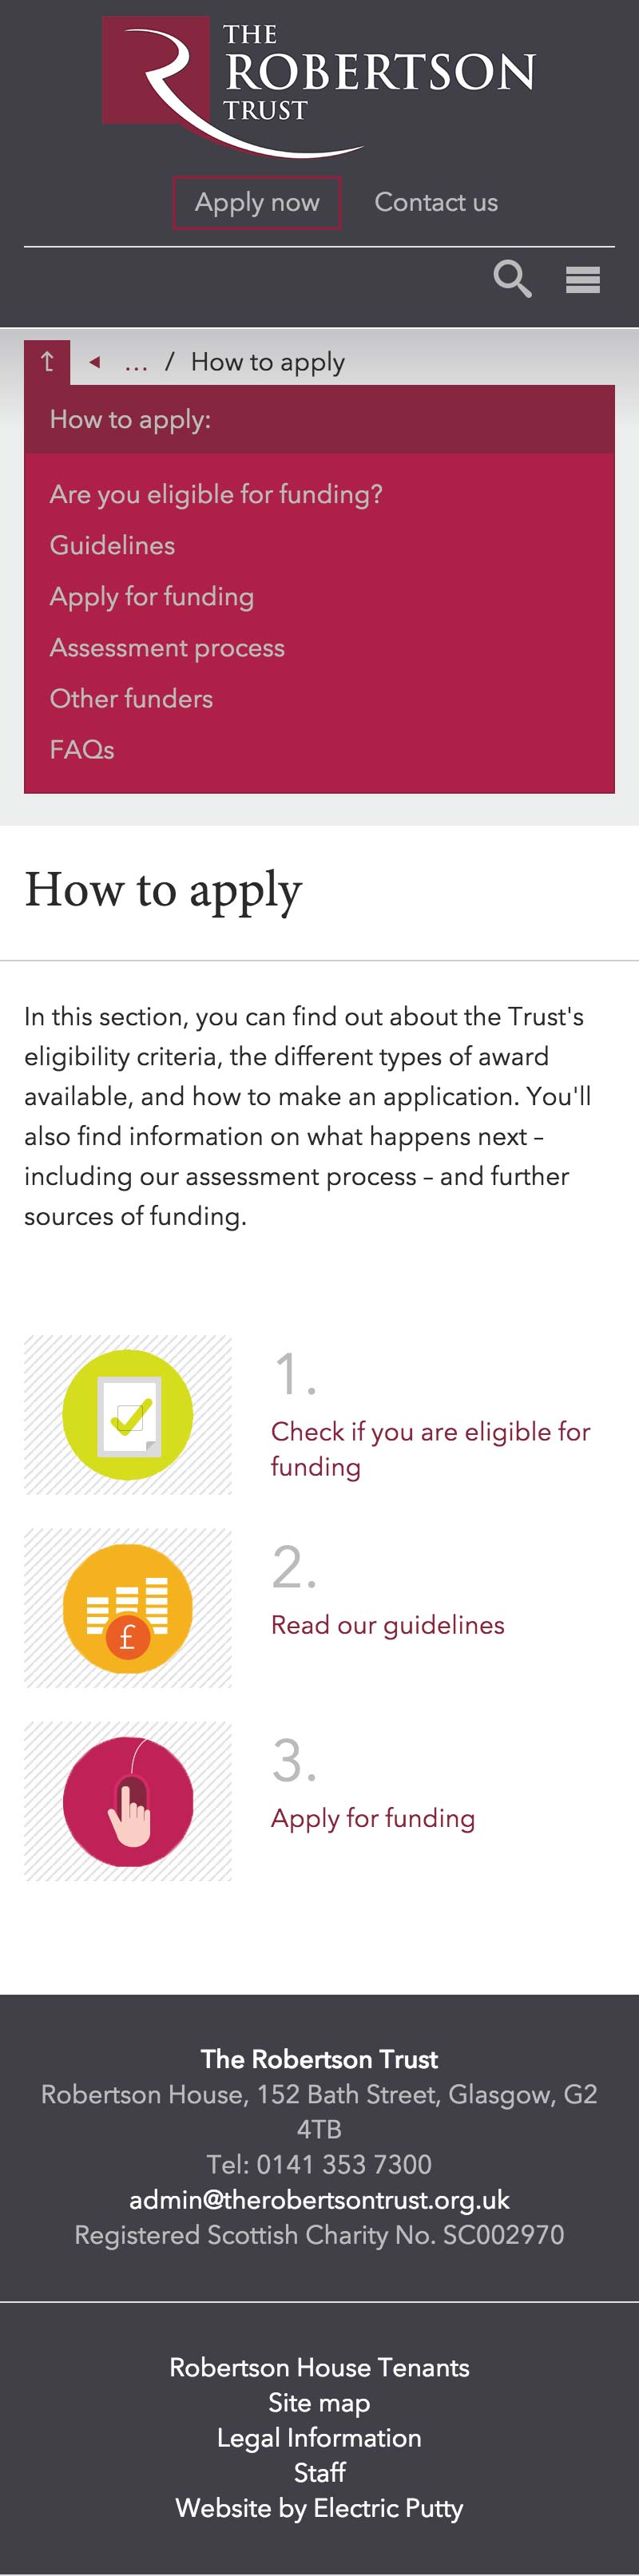 THE
ROBERTSON
TRUST
Apply now
Contact us
... / How to apply
How to apply:
Are you eligible for funding?
Guidelines
Apply for funding
Assessment process
Other funders
FAQs
How to apply
In this section, you can find out about the Trust's
eligibility criteria, the different types of award
available, and how to make an application. You'll
also find information on what happens next –
including our assessment process – and further
sources of funding.
1.
Check if you are eligible for
funding
£
2.
Read our guidelines
3.
Apply for funding
The Robertson Trust
Robertson House, 152 Bath Street, Glasgow, G2
4TB
Tel: 0141 353 7300
admin@therobertsontrust.org.uk
Registered Scottish Charity No. SC002970
Robertson House Tenants
Site map
Legal Information
Staff
Website by Electric Putty